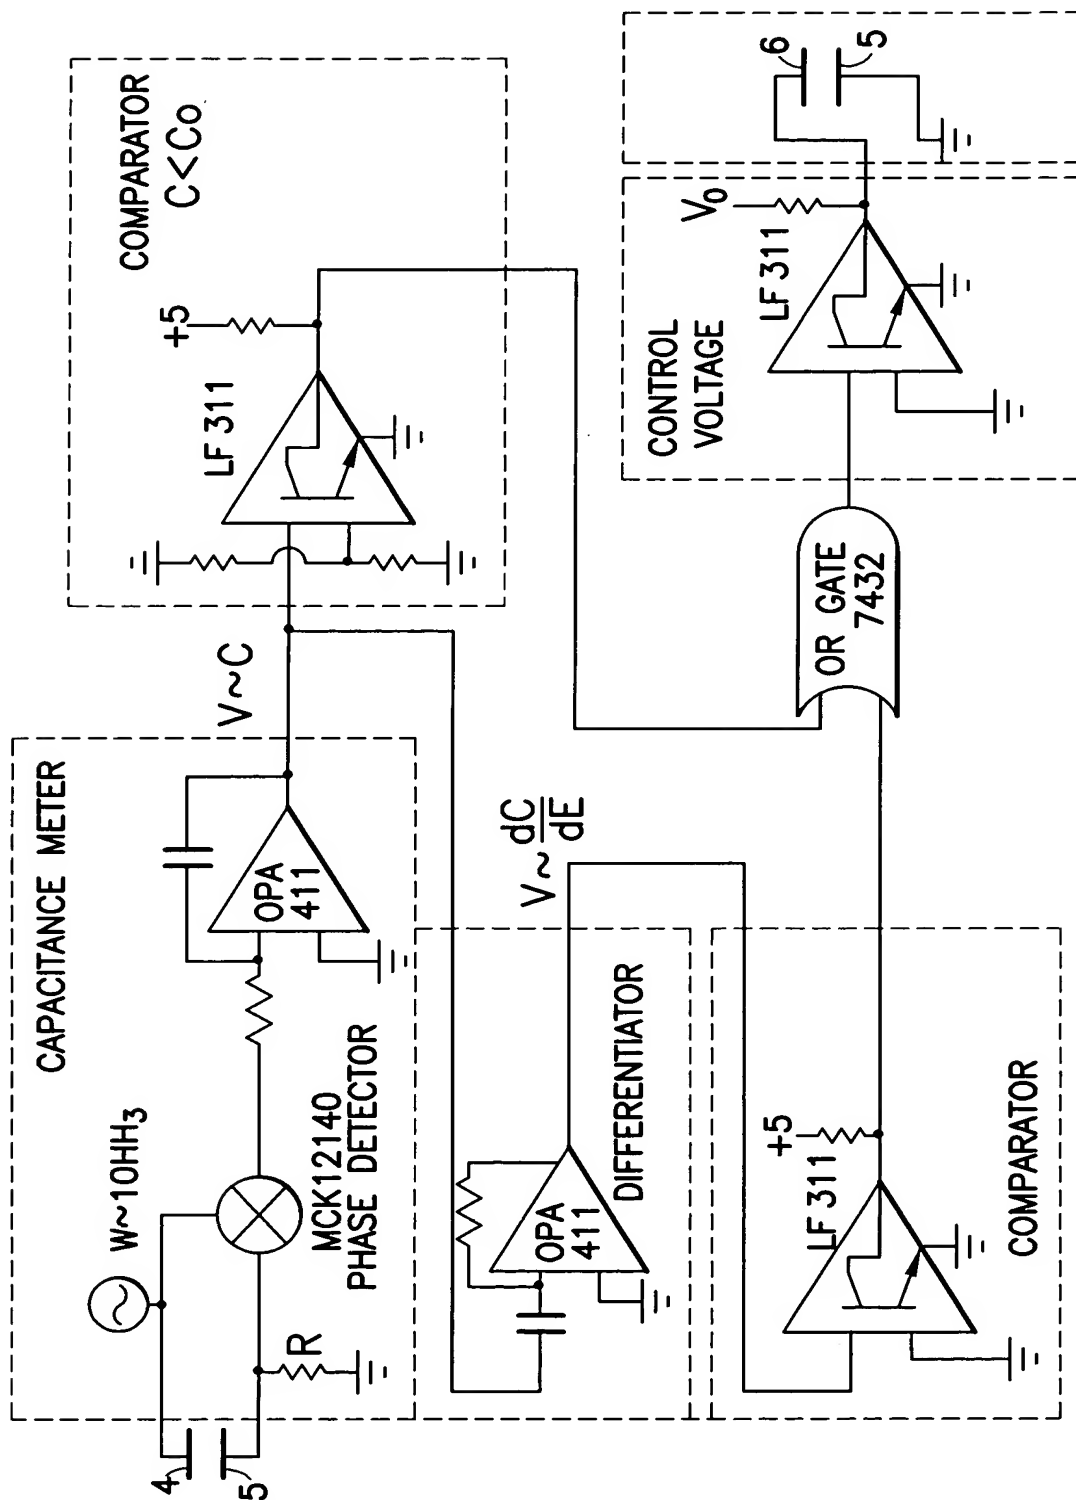 CAPACITANCE METER
W~10HH3
4
5
R
MCK12140
PHASE DETECTOR
OPA
411
V~C
COMPARATOR
C<Co
+5
LF 311
DIFFERENTIATOR
OPA
411
V~dC/dE
COMPARATOR
+5
LF 311
OR GATE
7432
CONTROL
VOLTAGE
LF 311
V0
6
5